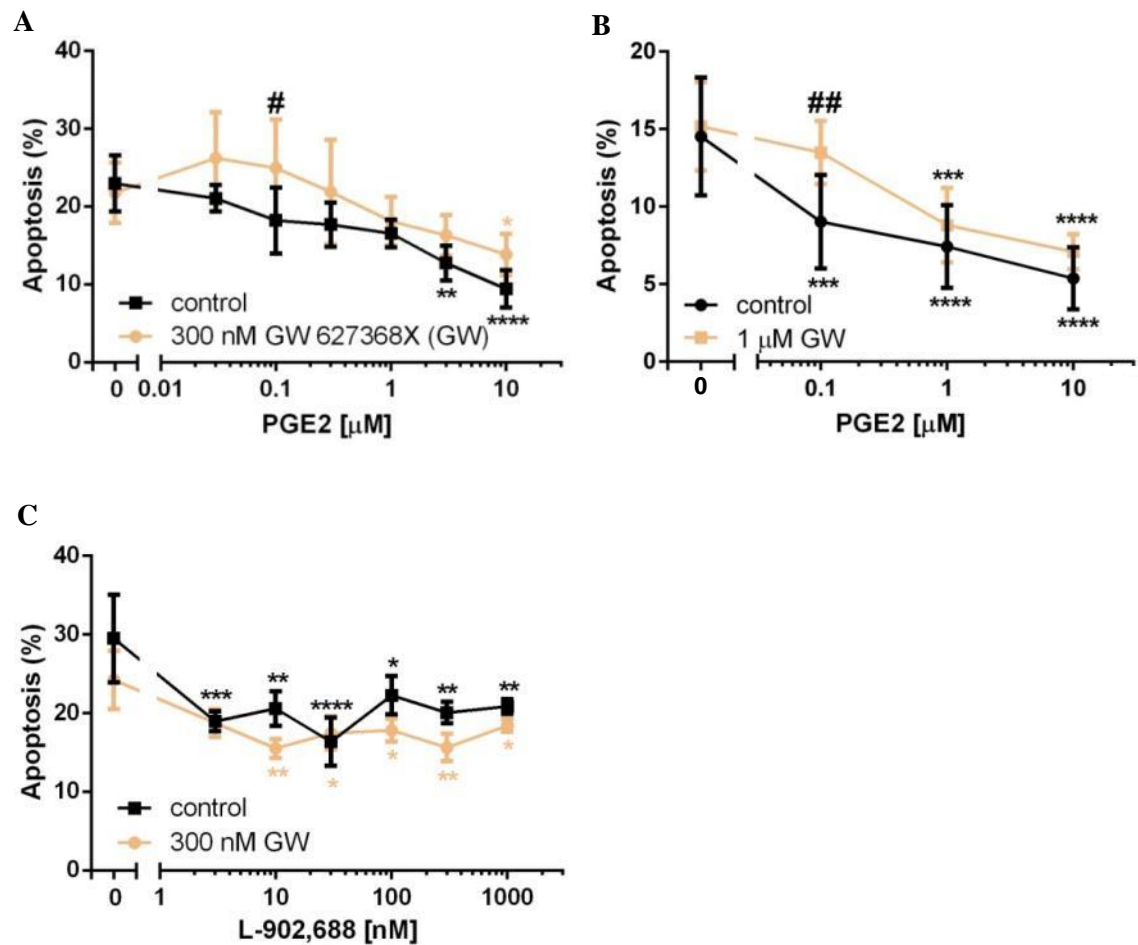 A
Apoptosis (%)
40
30
20
10
0
#
*
**
****
control
300 nM GW 627368X (GW)
0 0.01 0.1 1 10
PGE2 [μM]
B
Apoptosis (%)
20
15
10
5
0
##
***
****
***
****
****
control
1 μM GW
0 0.1 1 10
PGE2 [μM]
C
Apoptosis (%)
40
30
20
10
0
*** ** **** * ** **
** * * ** *
control
300 nM GW
0 1 10 100 1000
L-902,688 [nM]